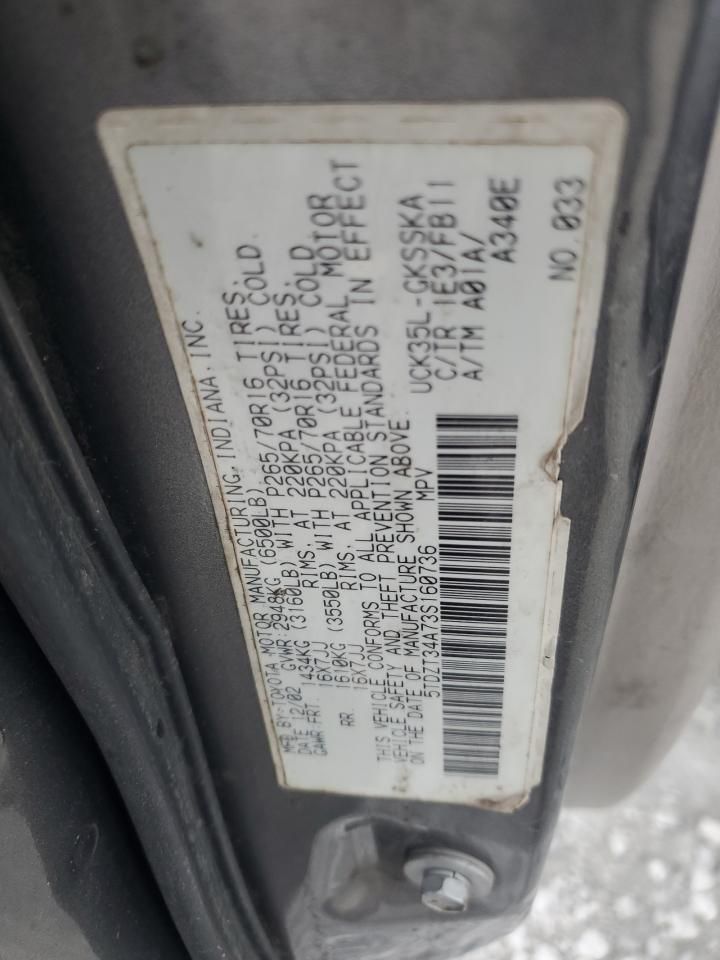 MFD BY:TOYOTA MOTOR MANUFACTURING, INDIANA, INC.
DATE 12/02 GVWR:2948KG (6500LB)
GAWR:FRT. 1434KG (3160LB) WITH P265/70R16 TIRES.
16X7JJ RIMS. AT 220KPA (32PSI) COLD.
RR. 1610KG (3550LB) WITH P265/70R16 TIRES.
16X7JJ RIMS. AT 220KPA (32PSI) COLD.
THIS VEHICLE CONFORMS TO ALL APPLICABLE FEDERAL MOTOR
VEHICLE SAFETY AND THEFT PREVENTION STANDARDS IN EFFECT
ON THE DATE OF MANUFACTURE SHOWN ABOVE.
5TDZT34A73S160736 MPV
UCK35L-GKSSKA
C/TR 1E3/FB11
A/TM A01A/
A340E
NO.033